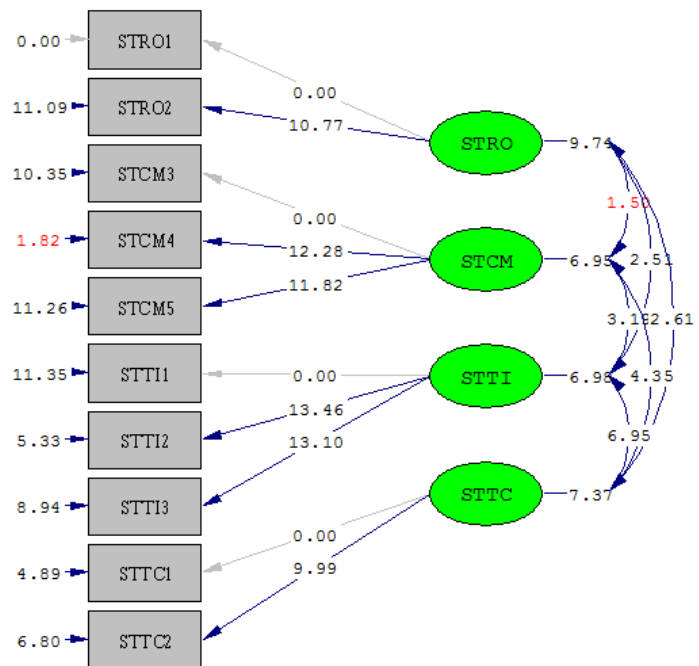 0.00 STRO1
0.00
11.09 STRO2
10.77
STRO 9.74
10.35 STCM3
1.50
0.00
1.82 STCM4
12.28
STCM 6.95 2.51
11.82
11.26 STCM5
2.61
11.35 STTI1
0.00
STTI 6.98 4.35
13.46
5.33 STTI2
13.10
6.95
8.94 STTI3
STTC 7.37
0.00
4.89 STTC1
9.99
6.80 STTC2